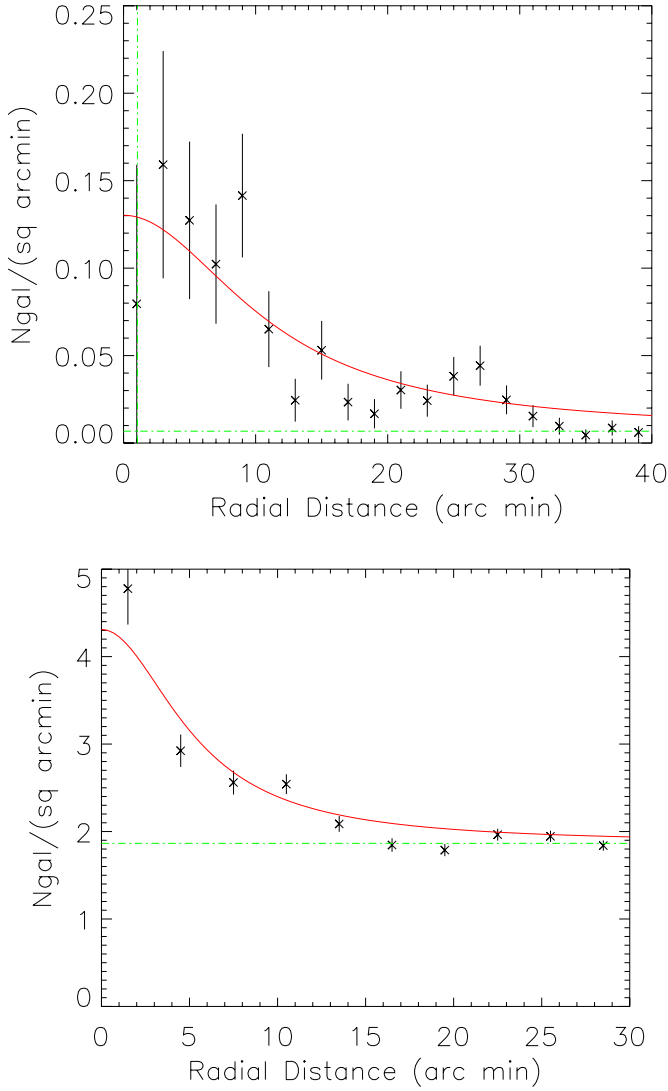 0.25
0.20
0.15
0.10
0.05
0.00
Ngal/(sq arcmin)
0 10 20 30 40
Radial Distance (arc min)
5
4
3
2
1
0
Ngal/(sq arcmin)
0 5 10 15 20 25 30
Radial Distance (arc min)